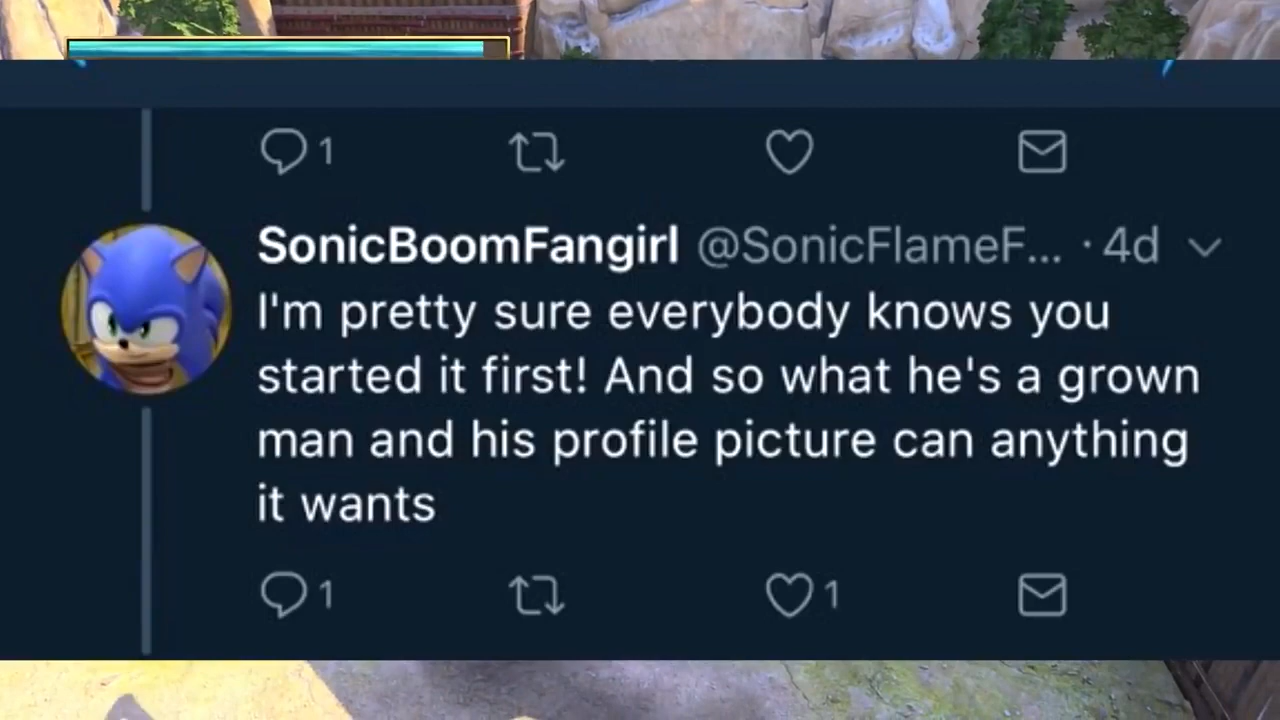 1
SonicBoomFangirl @SonicFlameF... · 4d
I'm pretty sure everybody knows you
started it first! And so what he's a grown
man and his profile picture can anything
it wants
1 1